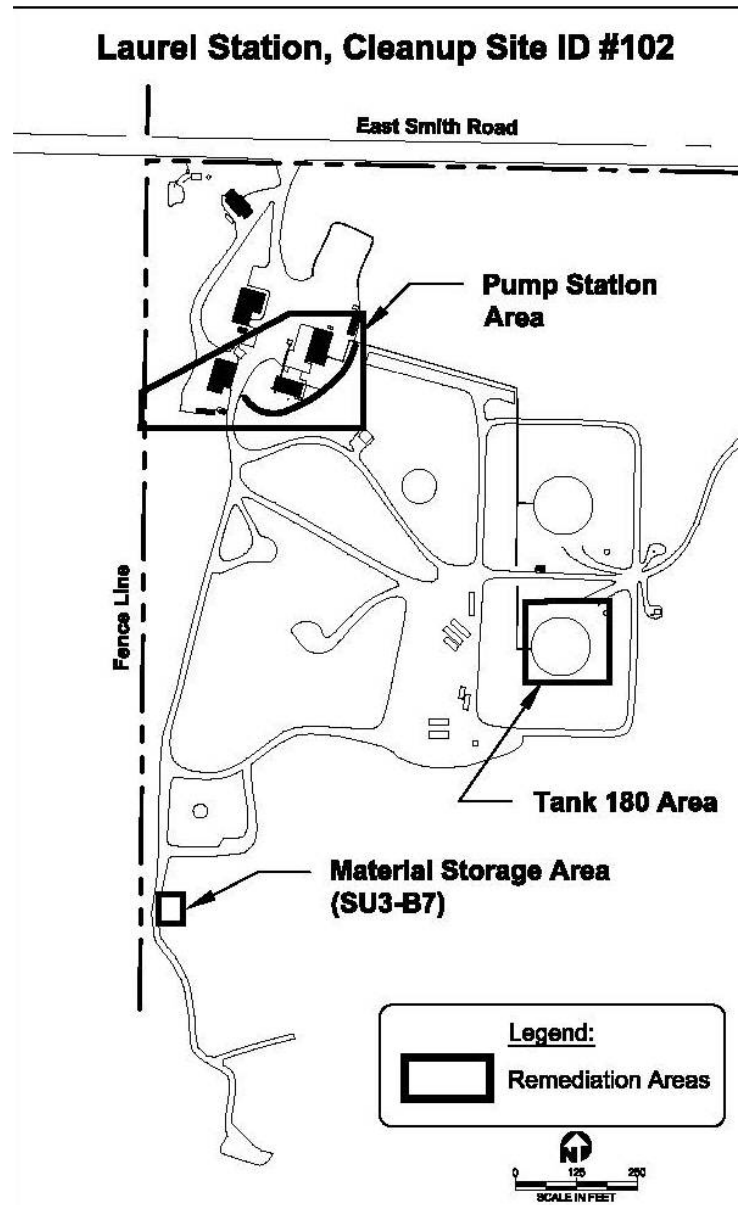 Laurel Station, Cleanup Site ID #102
East Smith Road
Pump Station
Area
Fence Line
Tank 180 Area
Material Storage Area
(SU3-B7)
Legend:
Remediation Areas
N
0 125 250
SCALE IN FEET